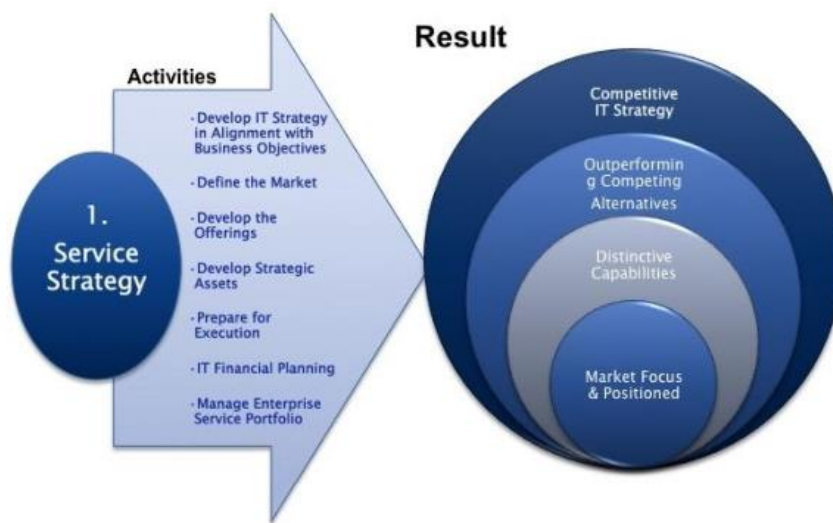 Result
Activities
1.
Service
Strategy
· Develop IT Strategy
in Alignment with
Business Objectives
· Define the Market
· Develop the
Offerings
· Develop Strategic
Assets
· Prepare for
Execution
· IT Financial Planning
· Manage Enterprise
Service Portfolio
Competitive
IT Strategy
Outperformin
g Competing
Alternatives
Distinctive
Capabilities
Market Focus
& Positioned